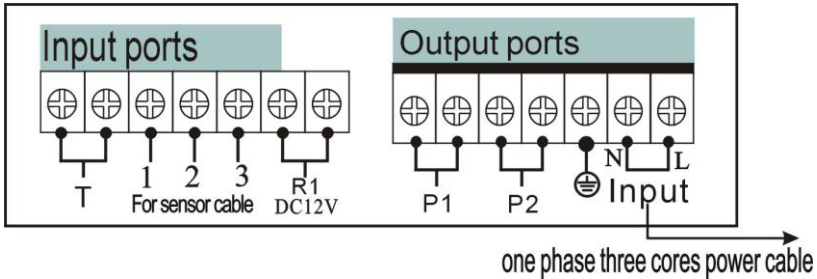 Input ports
Output ports
T
1 2 3
For sensor cable
R1
DC12V
P1
P2
N L
Input
one phase three cores power cable